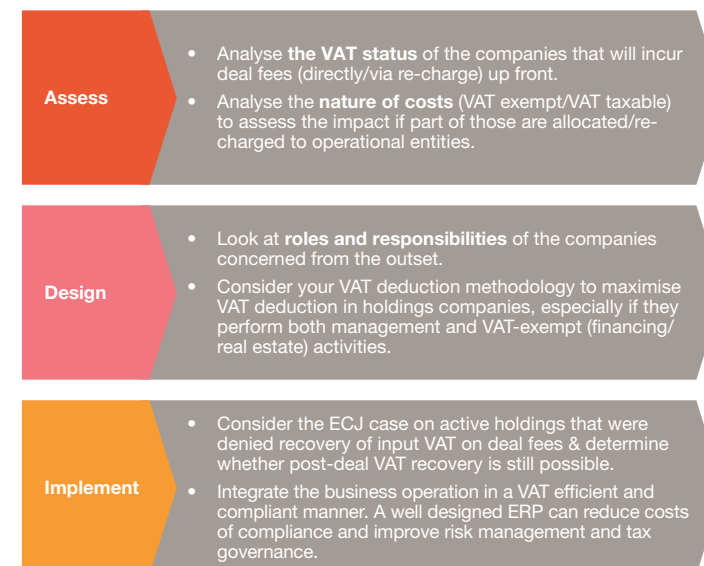 Assess
• Analyse the VAT status of the companies that will incur
deal fees (directly/via re-charge) up front.
• Analyse the nature of costs (VAT exempt/VAT taxable)
to assess the impact if part of those are allocated/re-
charged to operational entities.
Design
• Look at roles and responsibilities of the companies
concerned from the outset.
• Consider your VAT deduction methodology to maximise
VAT deduction in holdings companies, especially if they
perform both management and VAT-exempt (financing/
real estate) activities.
Implement
• Consider the ECJ case on active holdings that were
denied recovery of input VAT on deal fees & determine
whether post-deal VAT recovery is still possible.
• Integrate the business operation in a VAT efficient and
compliant manner. A well designed ERP can reduce costs
of compliance and improve risk management and tax
governance.